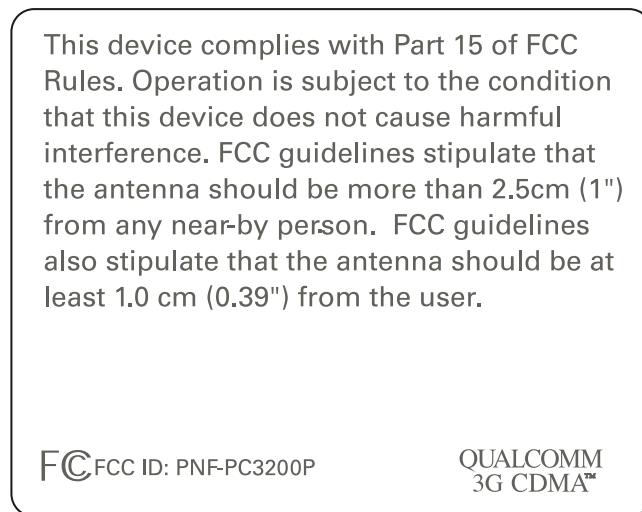 This device complies with Part 15 of FCC
Rules. Operation is subject to the condition
that this device does not cause harmful
interference. FCC guidelines stipulate that
the antenna should be more than 2.5cm (1")
from any near-by person.  FCC guidelines
also stipulate that the antenna should be at
least 1.0 cm (0.39") from the user.
FC FCC ID: PNF-PC3200P
QUALCOMM
3G CDMA™